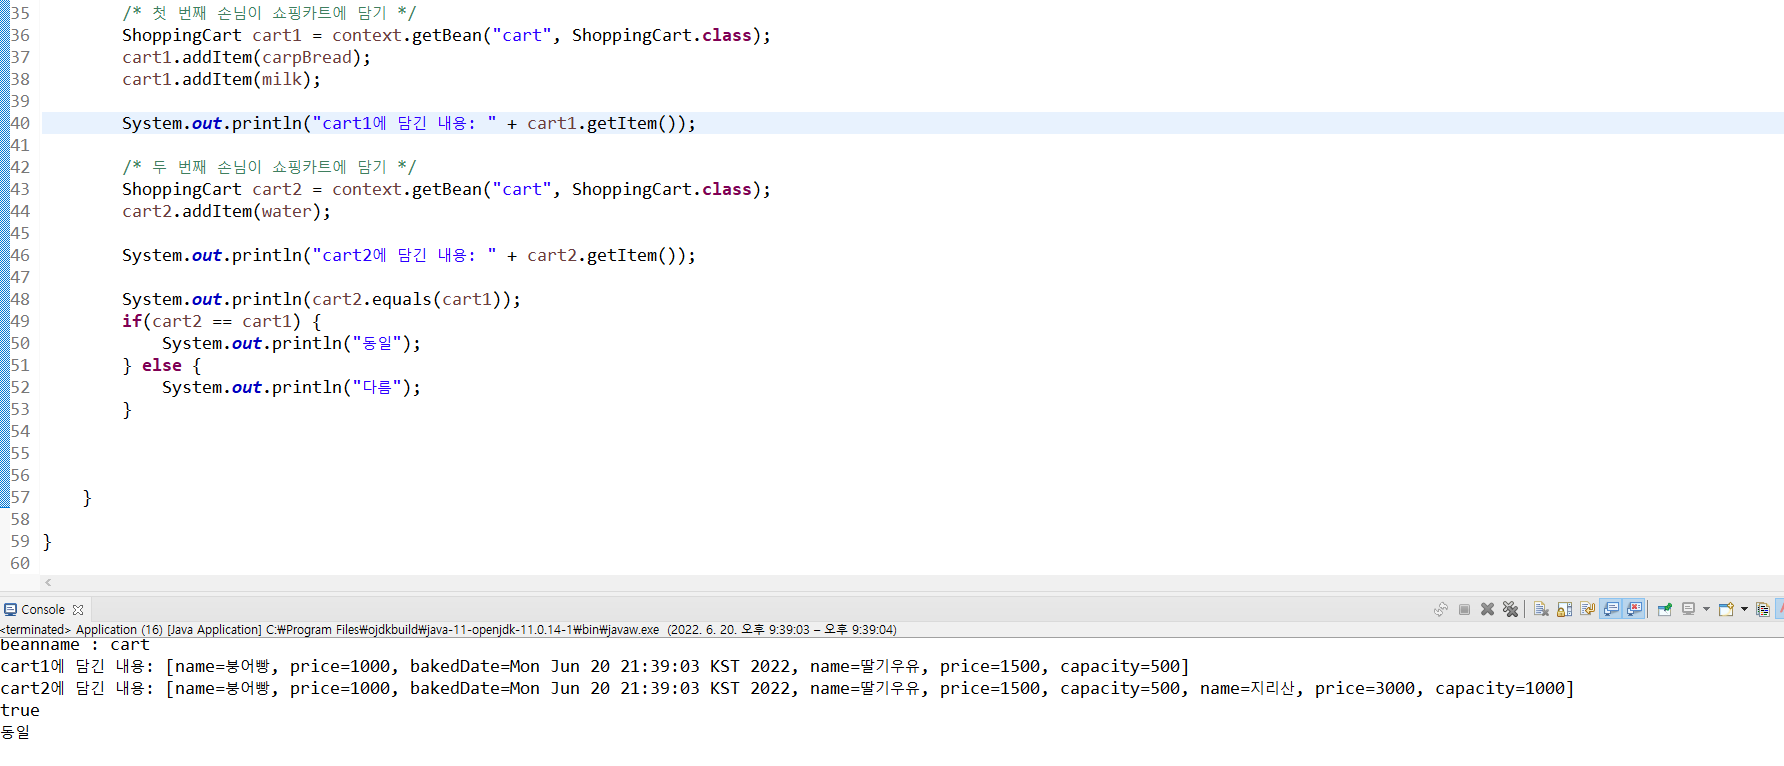 35 /* 첫 번째 손님이 쇼핑카트에 담기 */
36 ShoppingCart cart1 = context.getBean("cart", ShoppingCart.class);
37 cart1.addItem(carpBread);
38 cart1.addItem(milk);
39
40 System.out.println("cart1에 담긴 내용: " + cart1.getItem());
41
42 /* 두 번째 손님이 쇼핑카트에 담기 */
43 ShoppingCart cart2 = context.getBean("cart", ShoppingCart.class);
44 cart2.addItem(water);
45
46 System.out.println("cart2에 담긴 내용: " + cart2.getItem());
47
48 System.out.println(cart2.equals(cart1));
49 if(cart2 == cart1) {
50 System.out.println("동일");
51 } else {
52 System.out.println("다름");
53 }
54
55
56
57 }
58
59 }
60
Console
<terminated> Application (16) [Java Application] C:₩Program Files₩ojdkbuild₩java-11-openjdk-11.0.14-1₩bin₩javaw.exe (2022. 6. 20. 오후 9:39:03 – 오후 9:39:04)
beanname : cart
cart1에 담긴 내용: [name=붕어빵, price=1000, bakedDate=Mon Jun 20 21:39:03 KST 2022, name=딸기우유, price=1500, capacity=500]
cart2에 담긴 내용: [name=붕어빵, price=1000, bakedDate=Mon Jun 20 21:39:03 KST 2022, name=딸기우유, price=1500, capacity=500, name=지리산, price=3000, capacity=1000]
true
동일